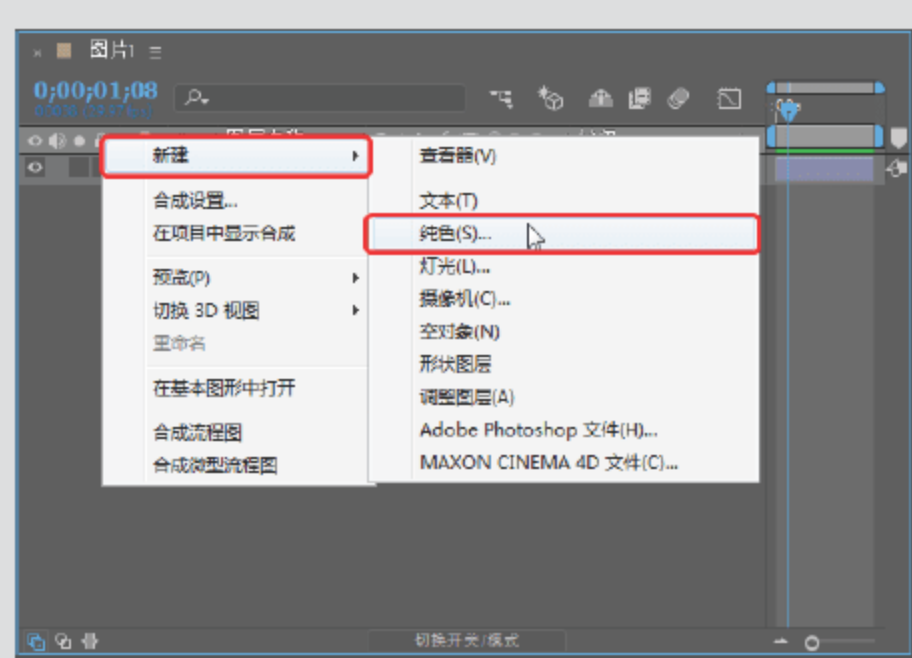 图片1
0;00;01;08
新建
查看器(V)
合成设置...
文本(T)
在项目中显示合成
纯色(S)...
灯光(L)...
预览(P)
摄像机(C)...
切换 3D 视图
空对象(N)
重命名
形状图层
在基本图形中打开
调整图层(A)
合成流程图
Adobe Photoshop 文件(H)...
合成微型流程图
MAXON CINEMA 4D 文件(C)...
切换开关/模式